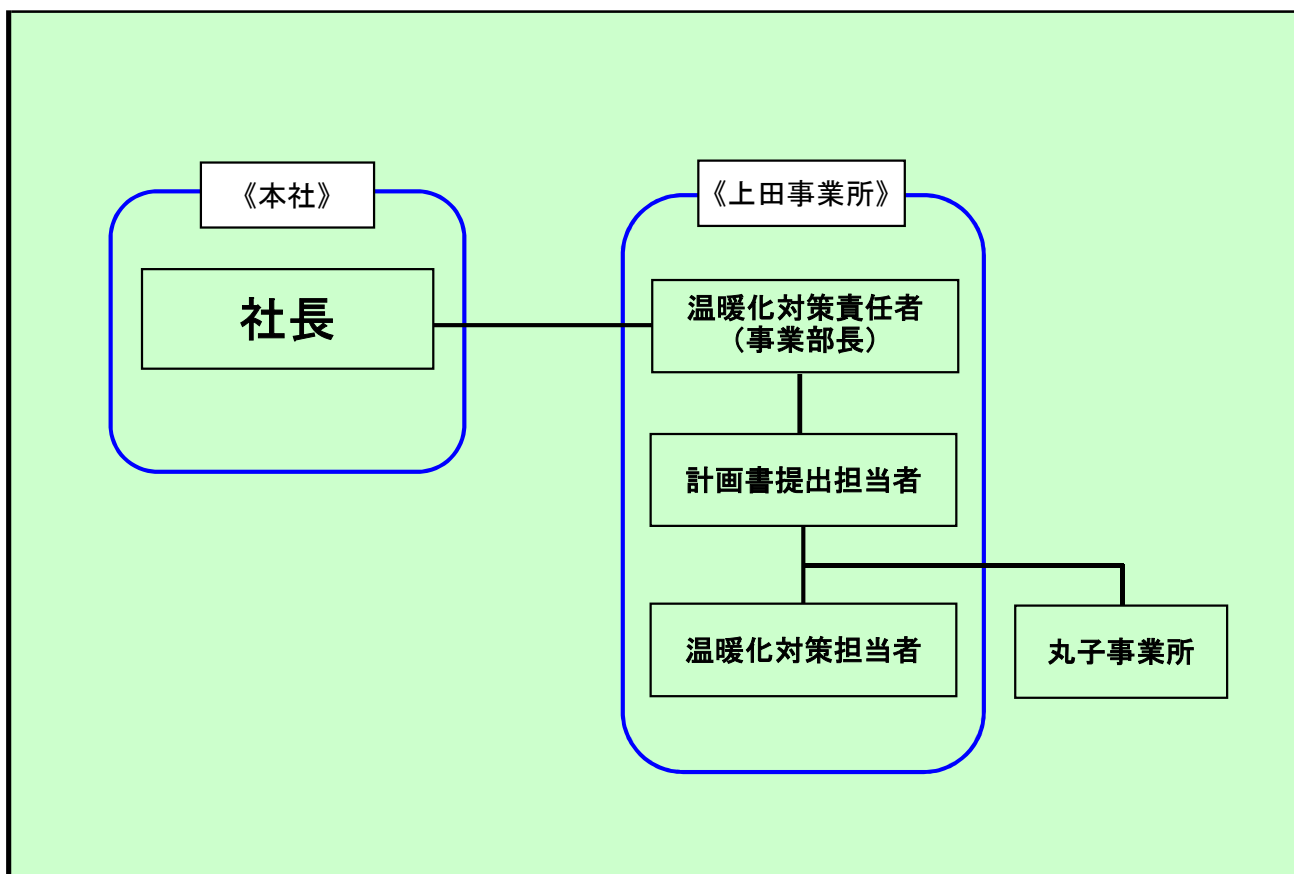 《本社》
社長
《上田事業所》
温暖化対策責任者
（事業部長）
計画書提出担当者
温暖化対策担当者
丸子事業所